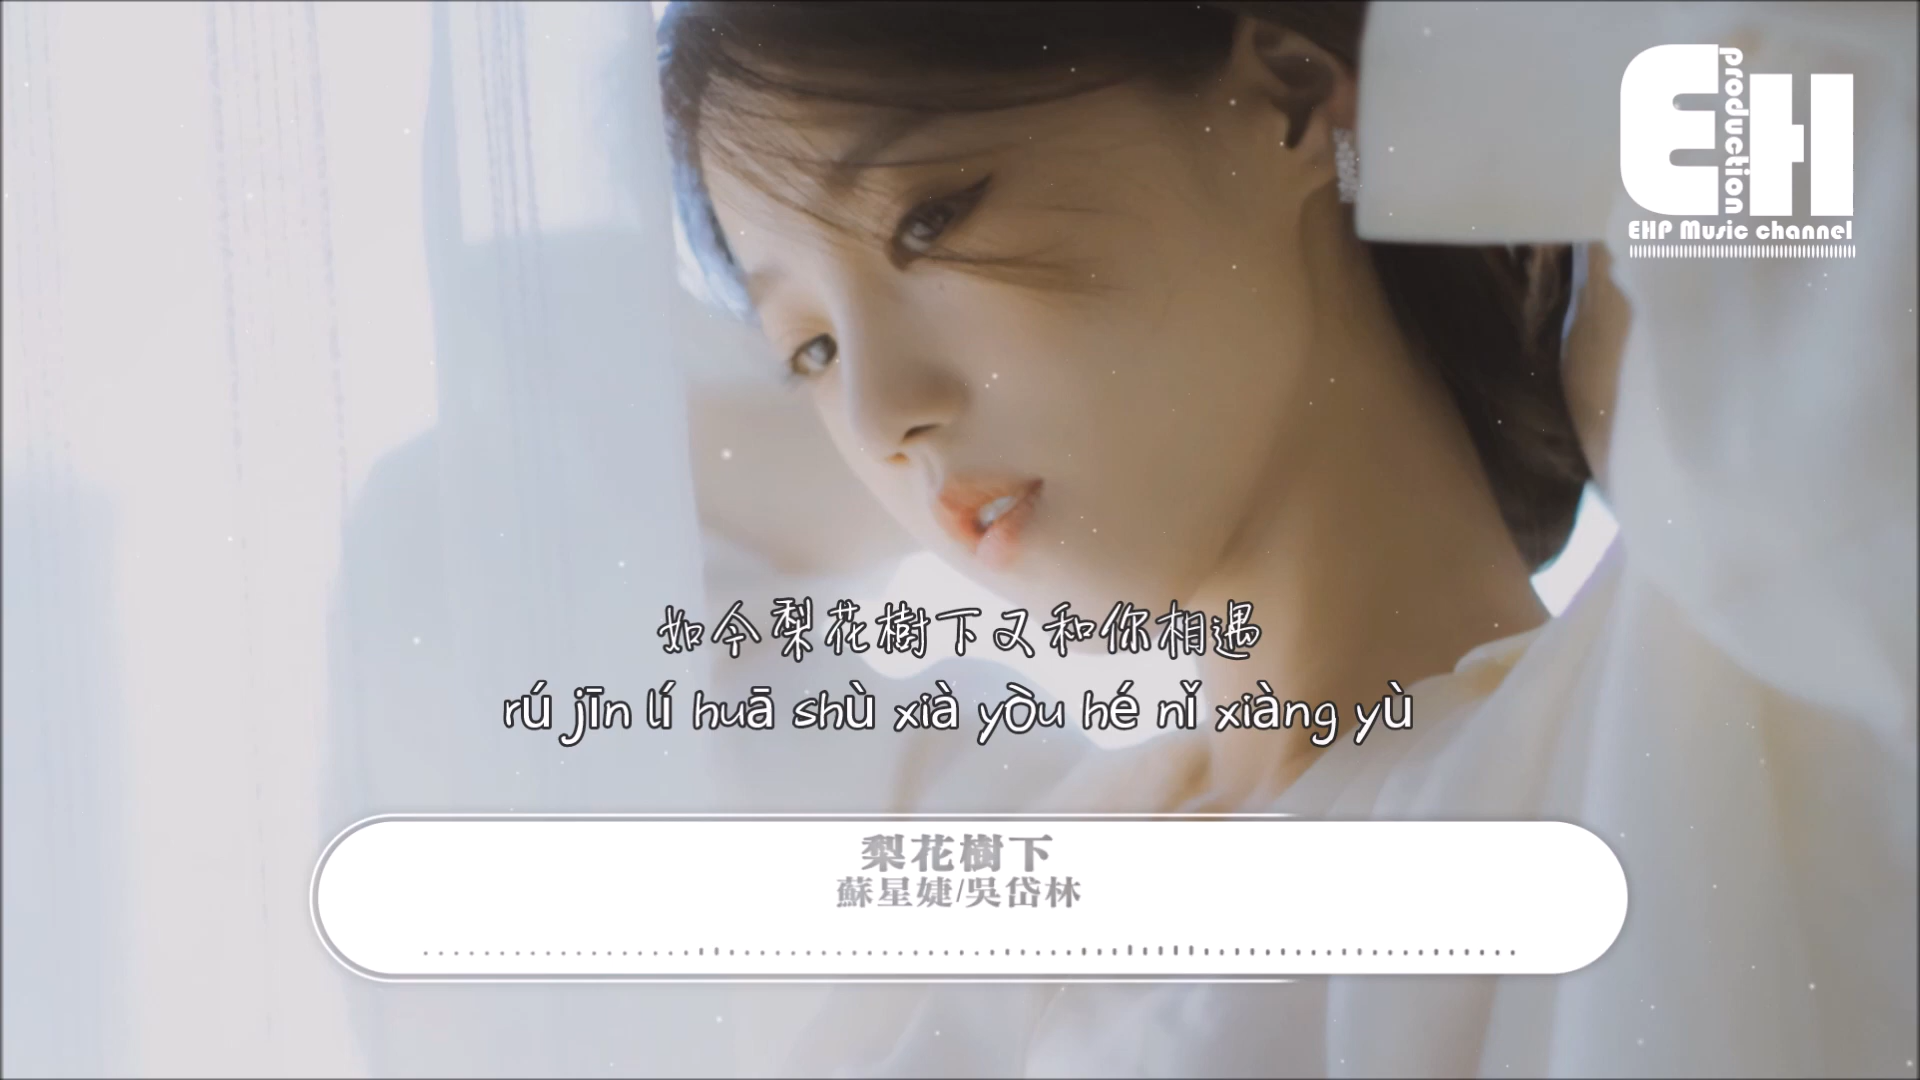 production
EH
EHP Music channel
如今梨花樹下又和你相遇
rú jīn lí huā shù xià yòu hé nǐ xiàng yù
梨花樹下
蘇星婕/吳岱林